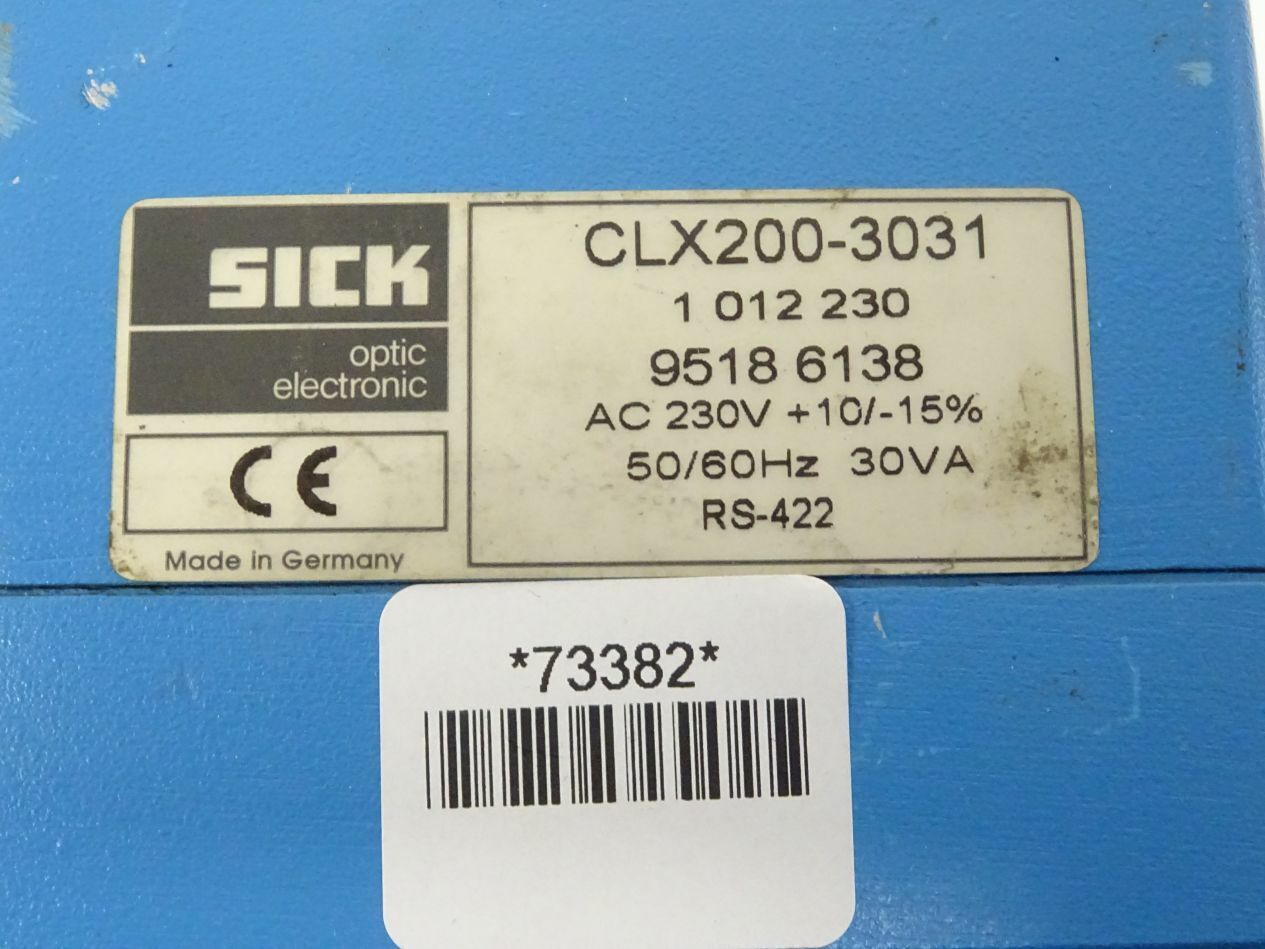 SICK
optic
electronic
CE
Made in Germany
CLX200-3031
1 012 230
9518 6138
AC 230V +10/-15%
50/60Hz 30VA
RS-422
*73382*